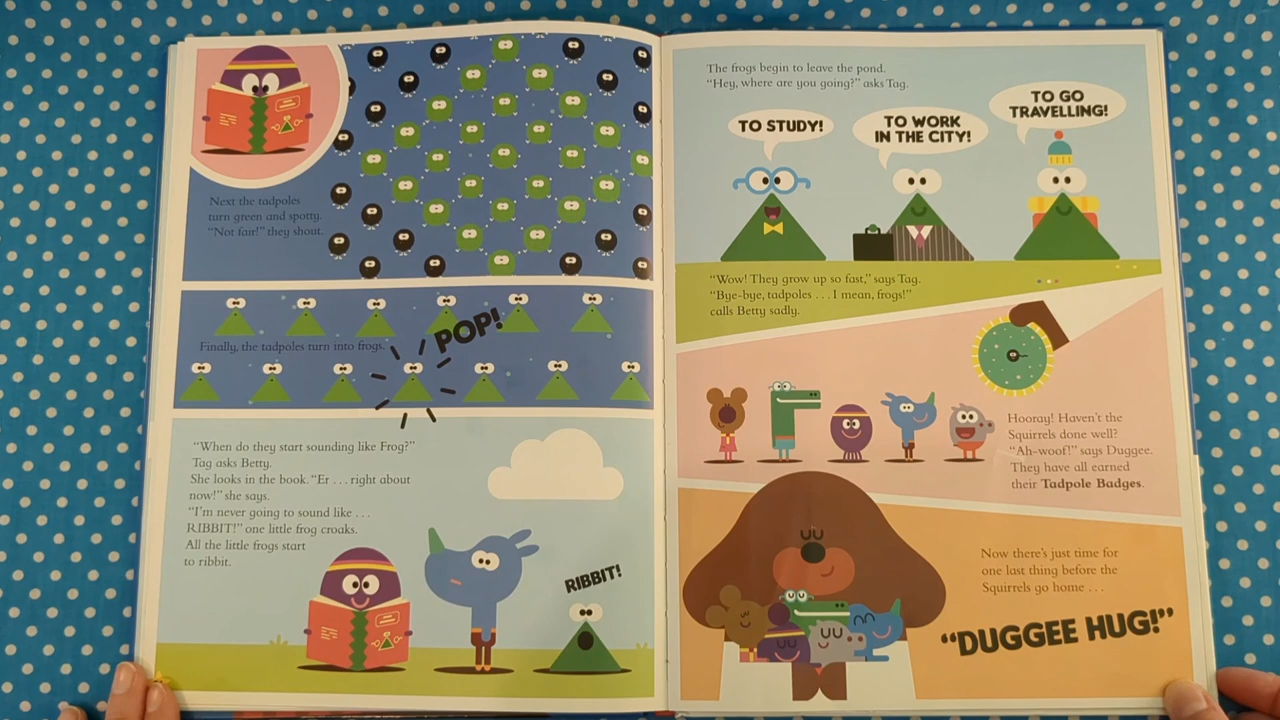 Next the tadpoles
turn green and spotty.
“Not fair!” they shout.
Finally, the tadpoles turn into frogs.
POP!
“When do they start sounding like Frog?”
Tag asks Betty.
She looks in the book. “Er . . . right about
now!” she says.
“I’m never going to sound like . . .
RIBBIT!” one little frog croaks.
All the little frogs start
to ribbit.
RIBBIT!
The frogs begin to leave the pond.
“Hey, where are you going?” asks Tag.
TO STUDY!
TO WORK
IN THE CITY!
TO GO
TRAVELLING!
“Wow! They grow up so fast,” says Tag.
“Bye-bye, tadpoles . . . I mean, frogs!”
calls Betty sadly.
Hooray! Haven’t the
Squirrels done well?
“Ah-woof!” says Duggee.
They have all earned
their Tadpole Badges.
Now there’s just time for
one last thing before the
Squirrels go home . . .
“DUGGEE HUG!”